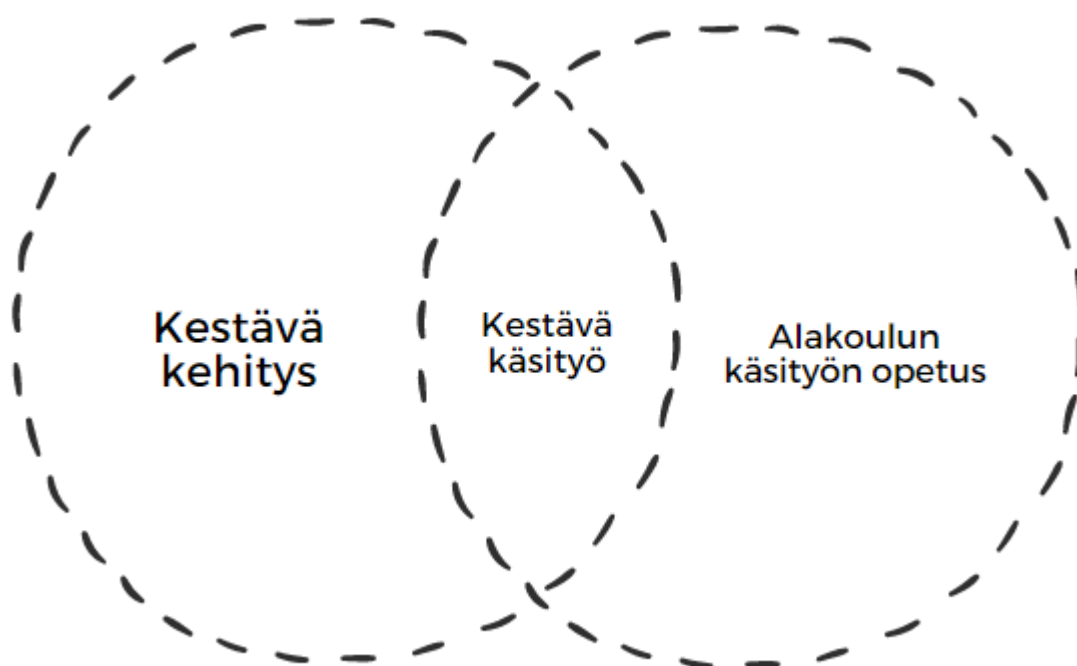 Kestävä
kehitys
Kestävä
käsityö
Alakoulun
käsityön opetus